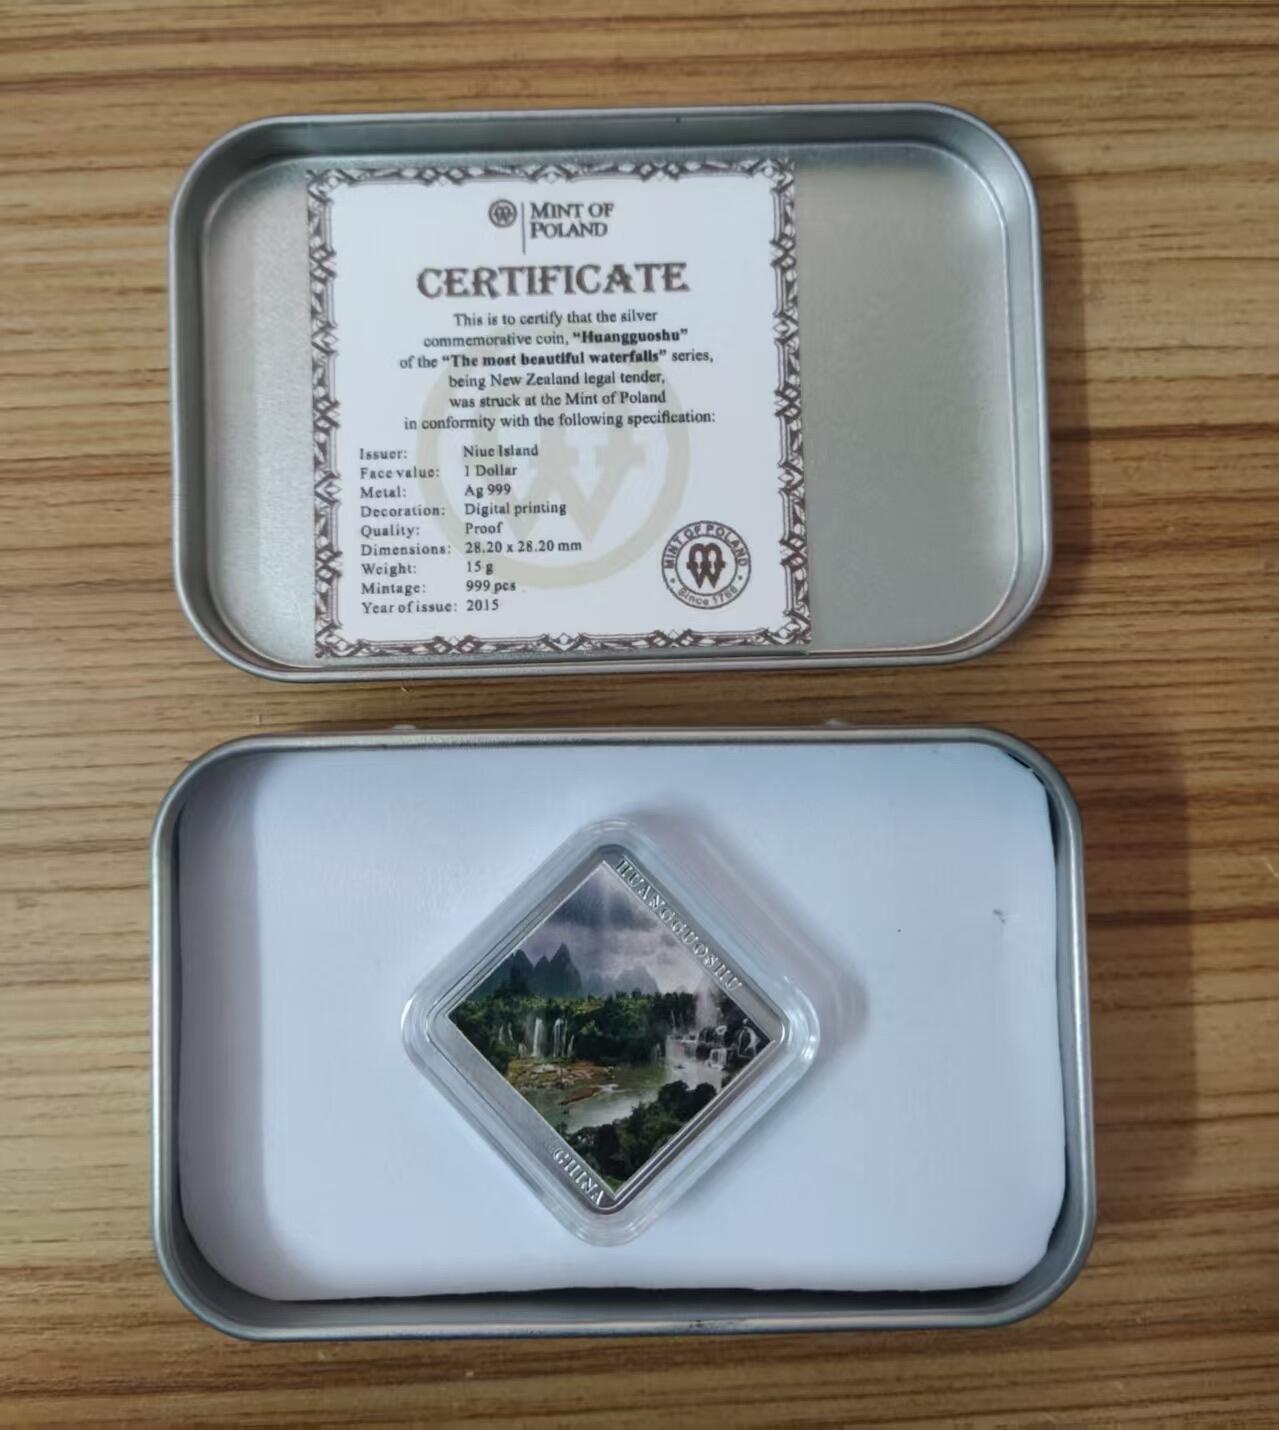 MINT OF
POLAND
CERTIFICATE
This is to certify that the silver
commemorative coin, “Huangguoshu”
of the “The most beautiful waterfalls” series,
being New Zealand legal tender,
was struck at the Mint of Poland
in conformity with the following specification:
Issuer: Niue Island
Face value: 1 Dollar
Metal: Ag 999
Decoration: Digital printing
Quality: Proof
Dimensions: 28.20 x 28.20 mm
Weight: 15 g
Mintage: 999 pcs
Year of issue: 2015
MINT OF POLAND
Since 1766
HUANGGUOSHU
CHINA